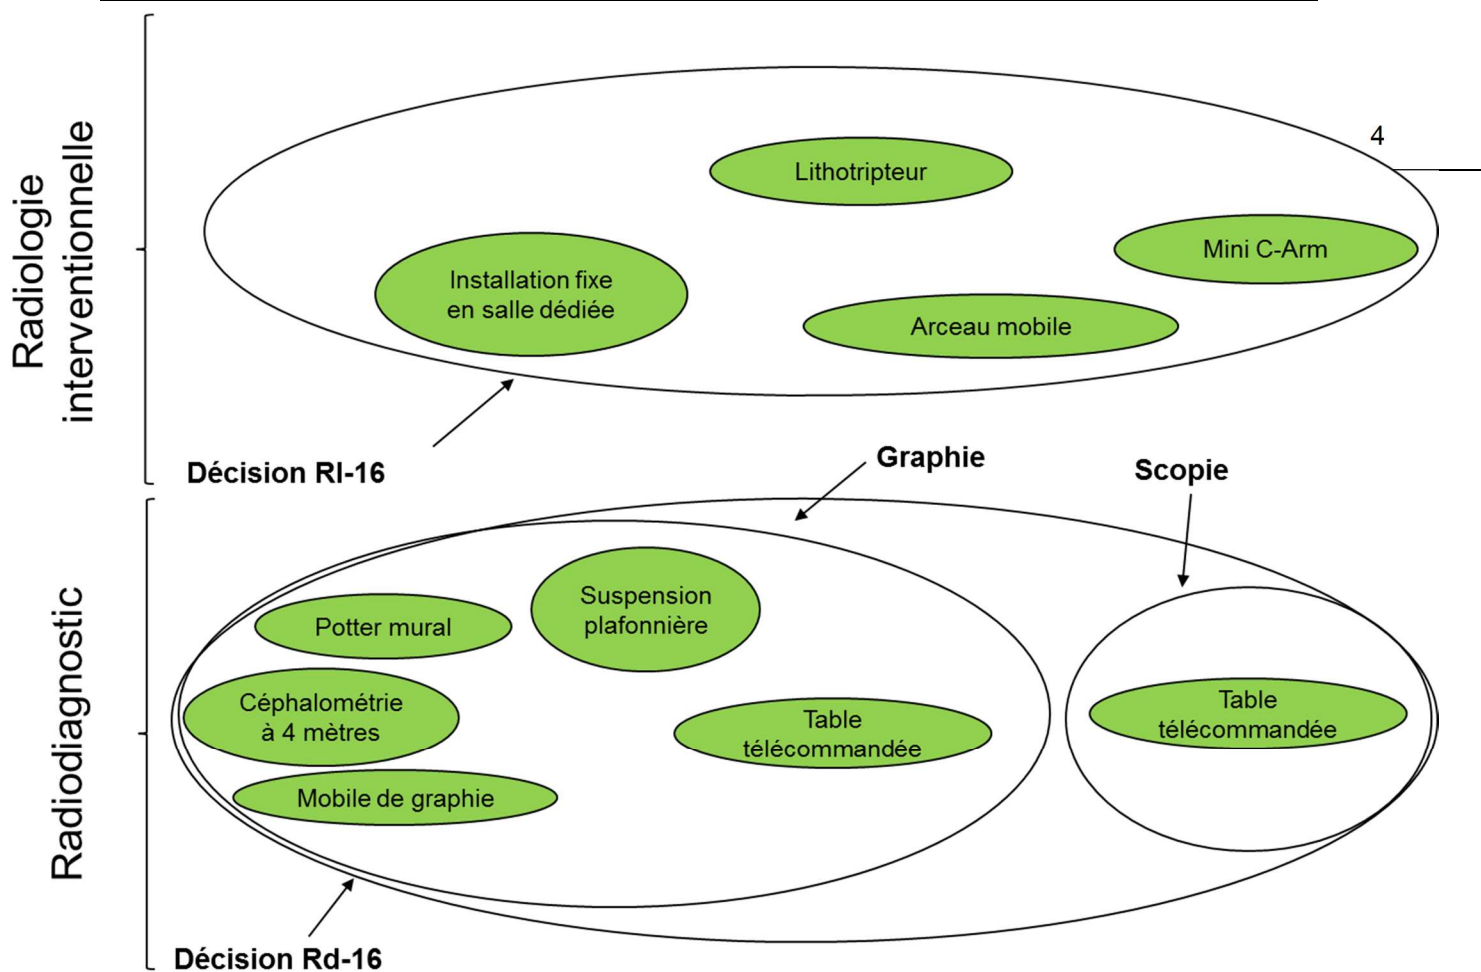 4
Radiologie
interventionnelle
Lithotripteur
Mini C-Arm
Installation fixe
en salle dédiée
Arceau mobile
Décision RI-16
Graphie
Scopie
Radiodiagnostic
Suspension
plafonnière
Potter mural
Céphalométrie
à 4 mètres
Table
télécommandée
Table
télécommandée
Mobile de graphie
Décision Rd-16